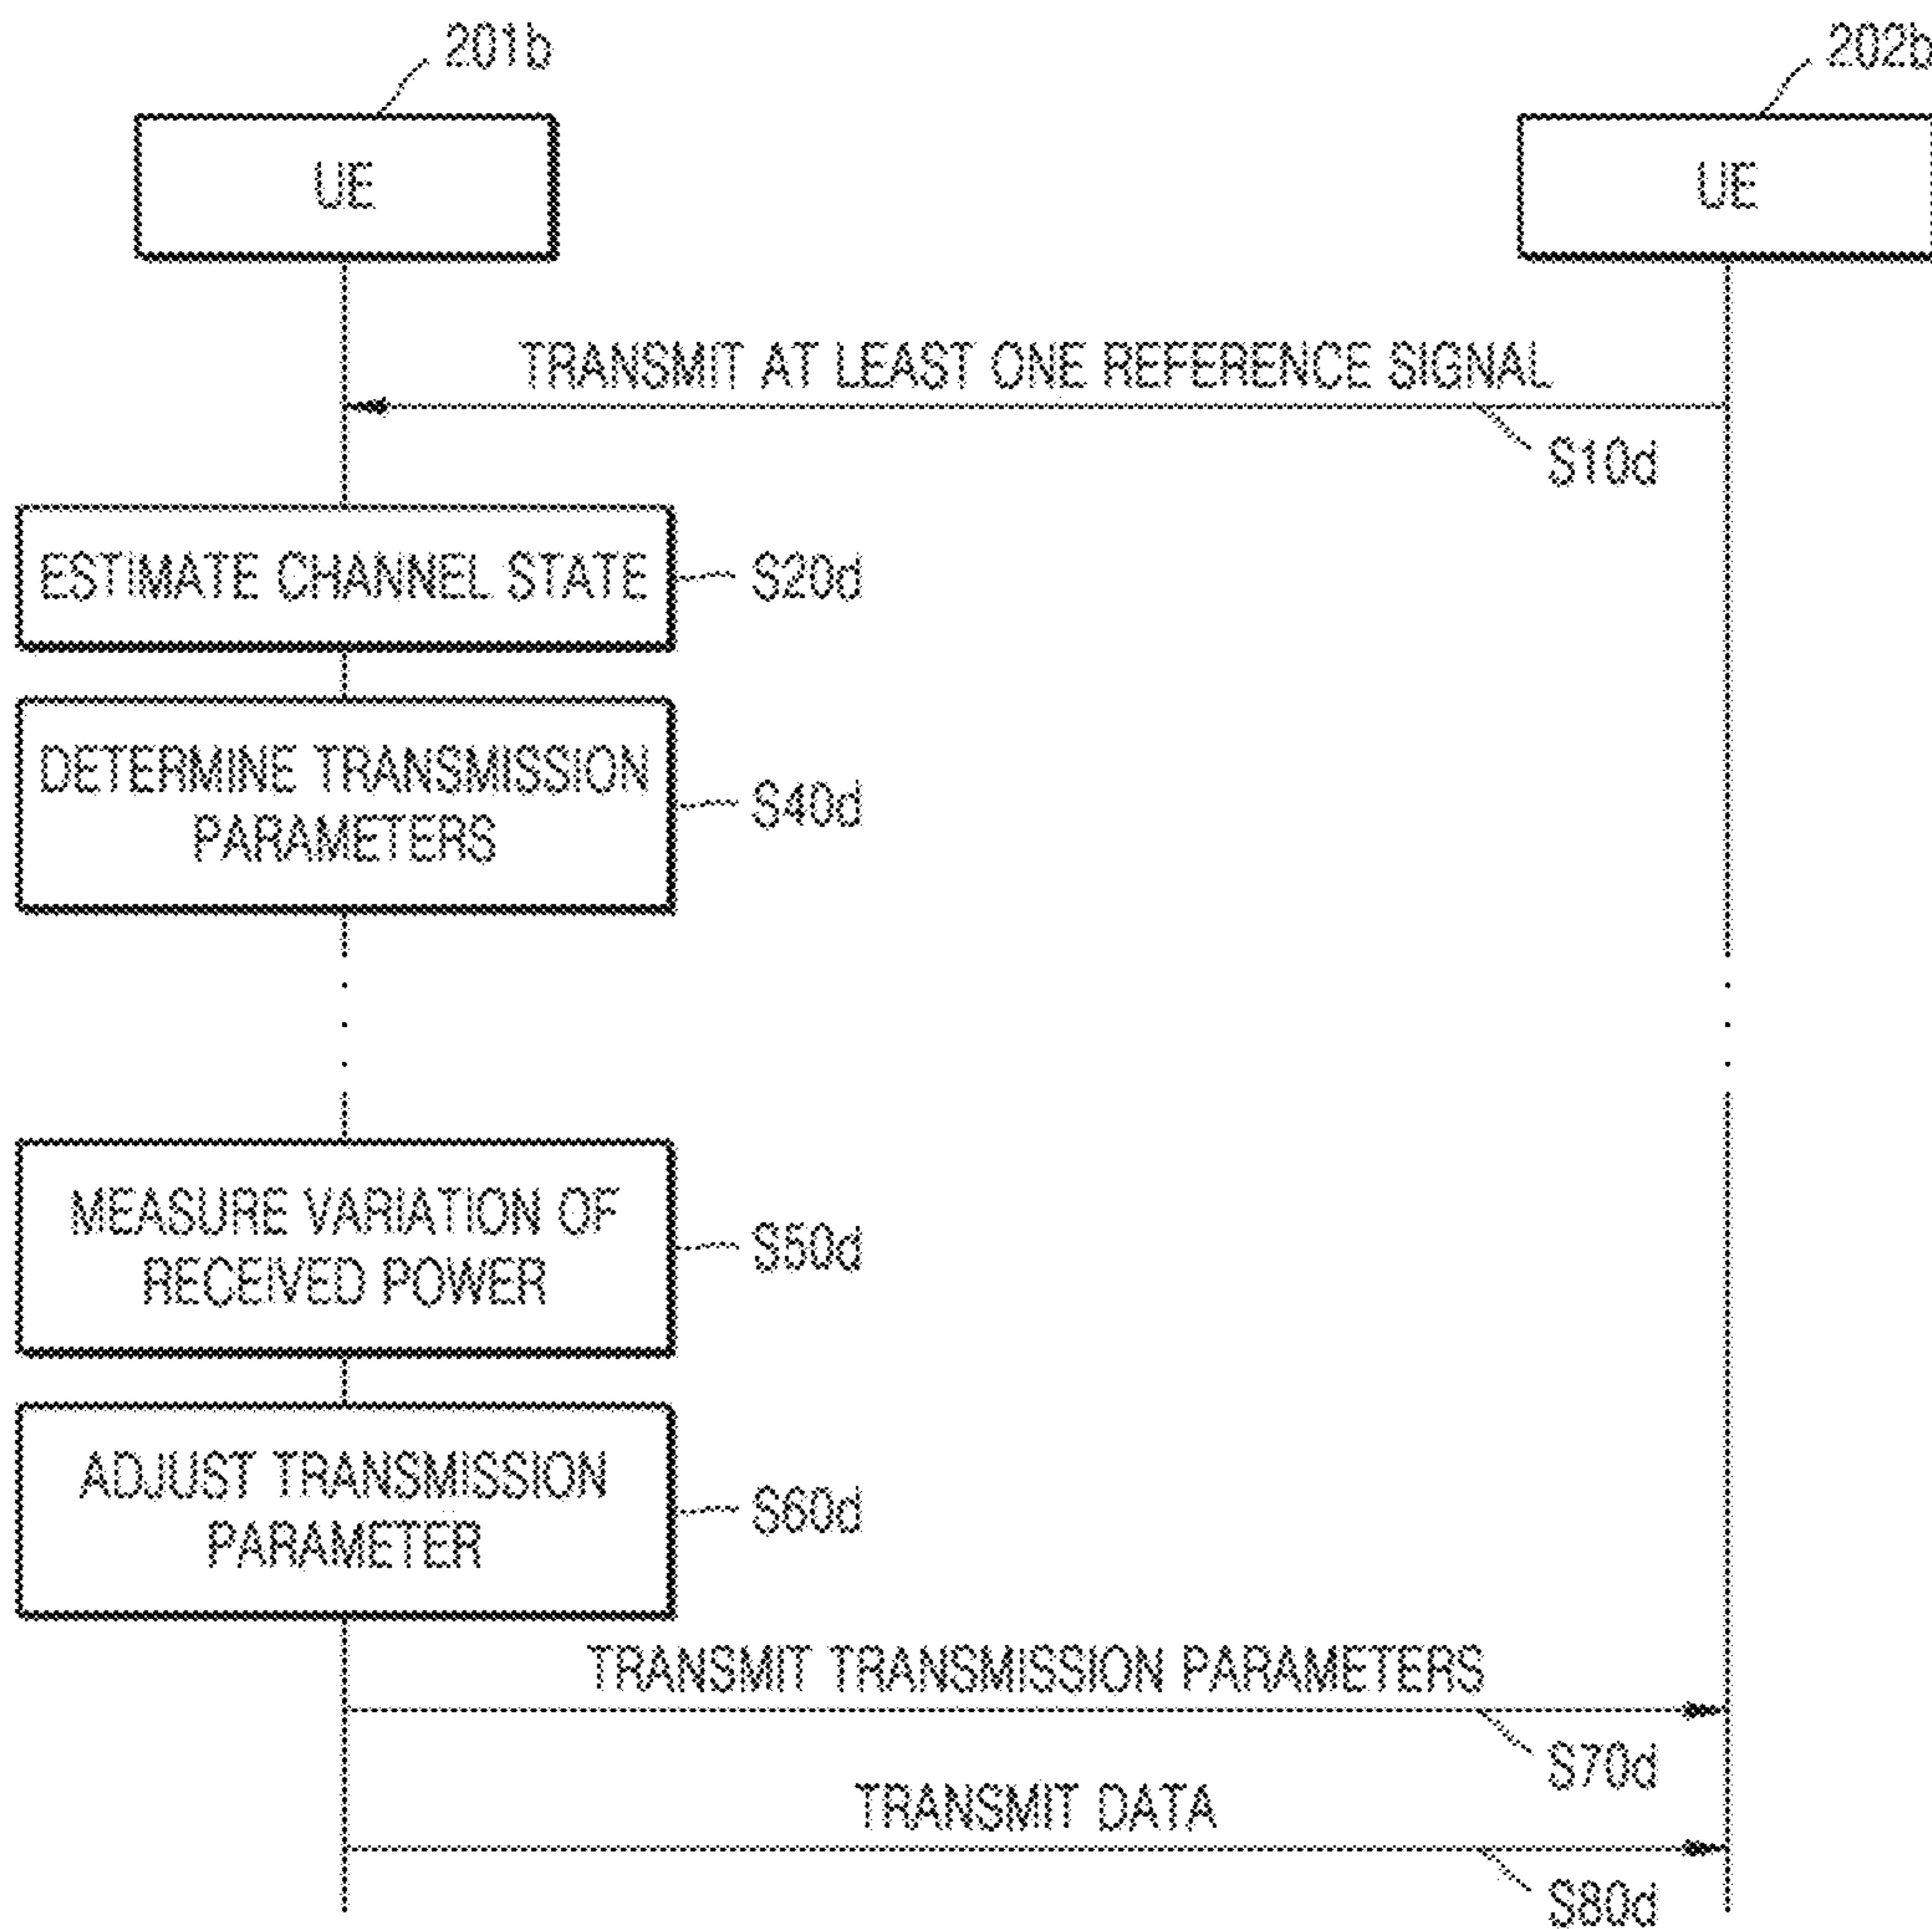 201b
202b
UE
UE
TRANSMIT AT LEAST ONE REFERENCE SIGNAL
S10d
ESTIMATE CHANNEL STATE
S20d
DETERMINE TRANSMISSION
PARAMETERS
S40d
MEASURE VARIATION OF
RECEIVED POWER
S50d
ADJUST TRANSMISSION
PARAMETER
S60d
TRANSMIT TRANSMISSION PARAMETERS
S70d
TRANSMIT DATA
S80d